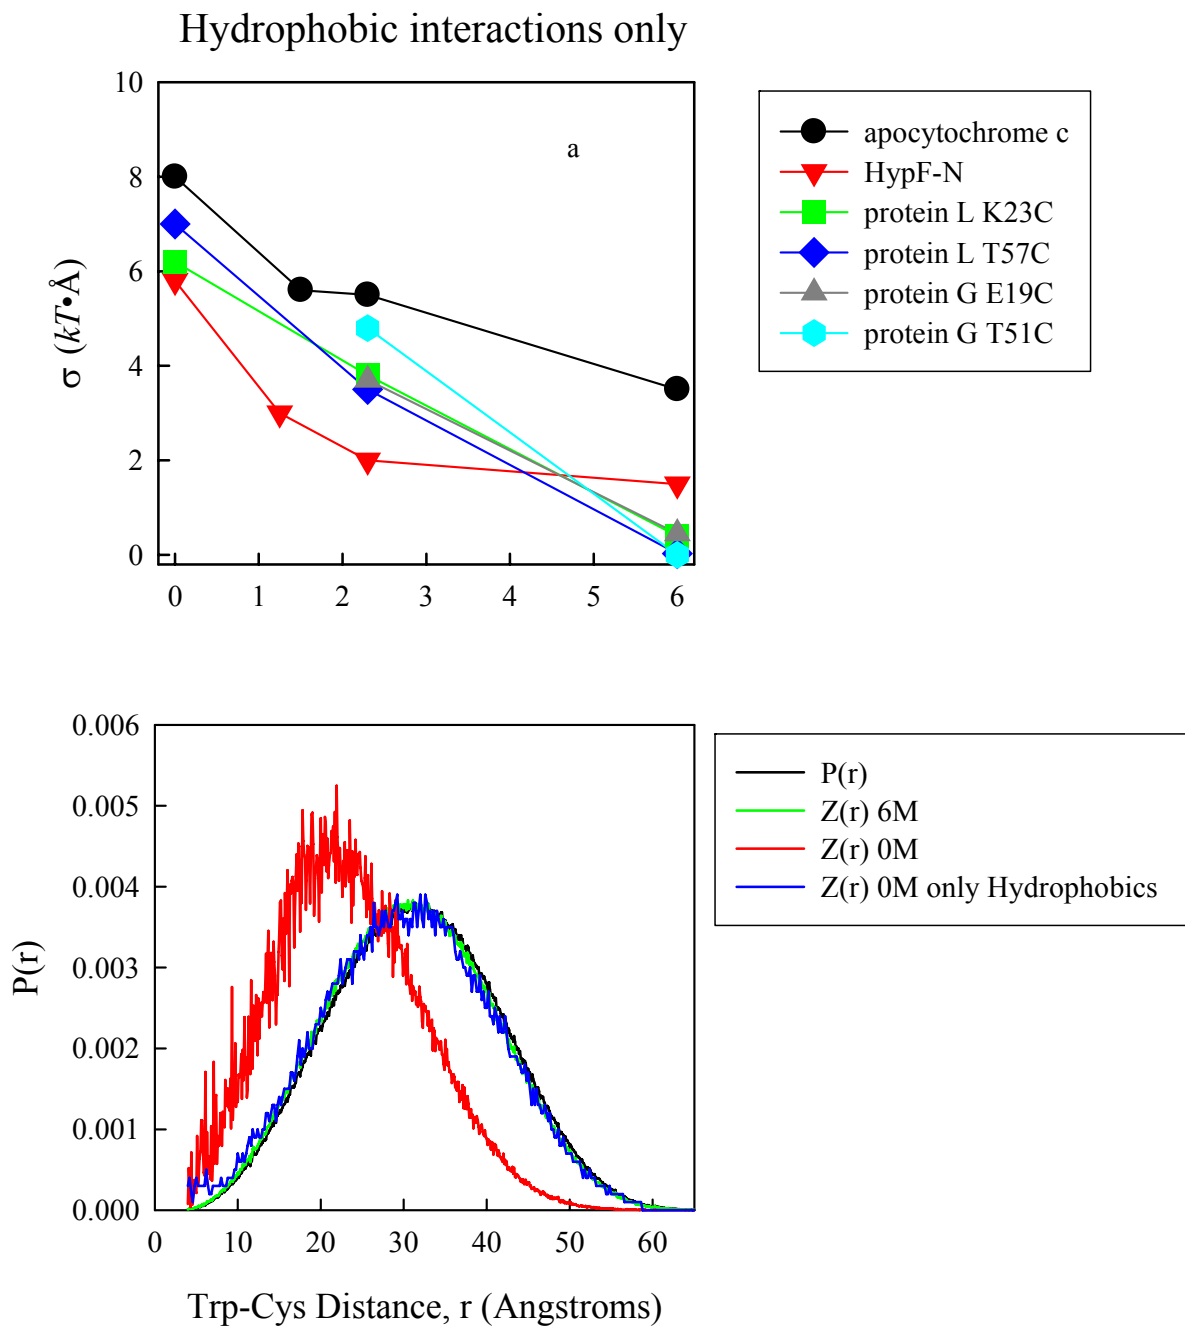 Hydrophobic interactions only
10
8
6
4
2
0
σ (kT•Å)
a
0 1 2 3 4 5 6
apocytochrome c
HypF-N
protein L K23C
protein L T57C
protein G E19C
protein G T51C
0.006
0.005
0.004
0.003
0.002
0.001
0.000
P(r)
0 10 20 30 40 50 60
Trp-Cys Distance, r (Angstroms)
P(r)
Z(r) 6M
Z(r) 0M
Z(r) 0M only Hydrophobics